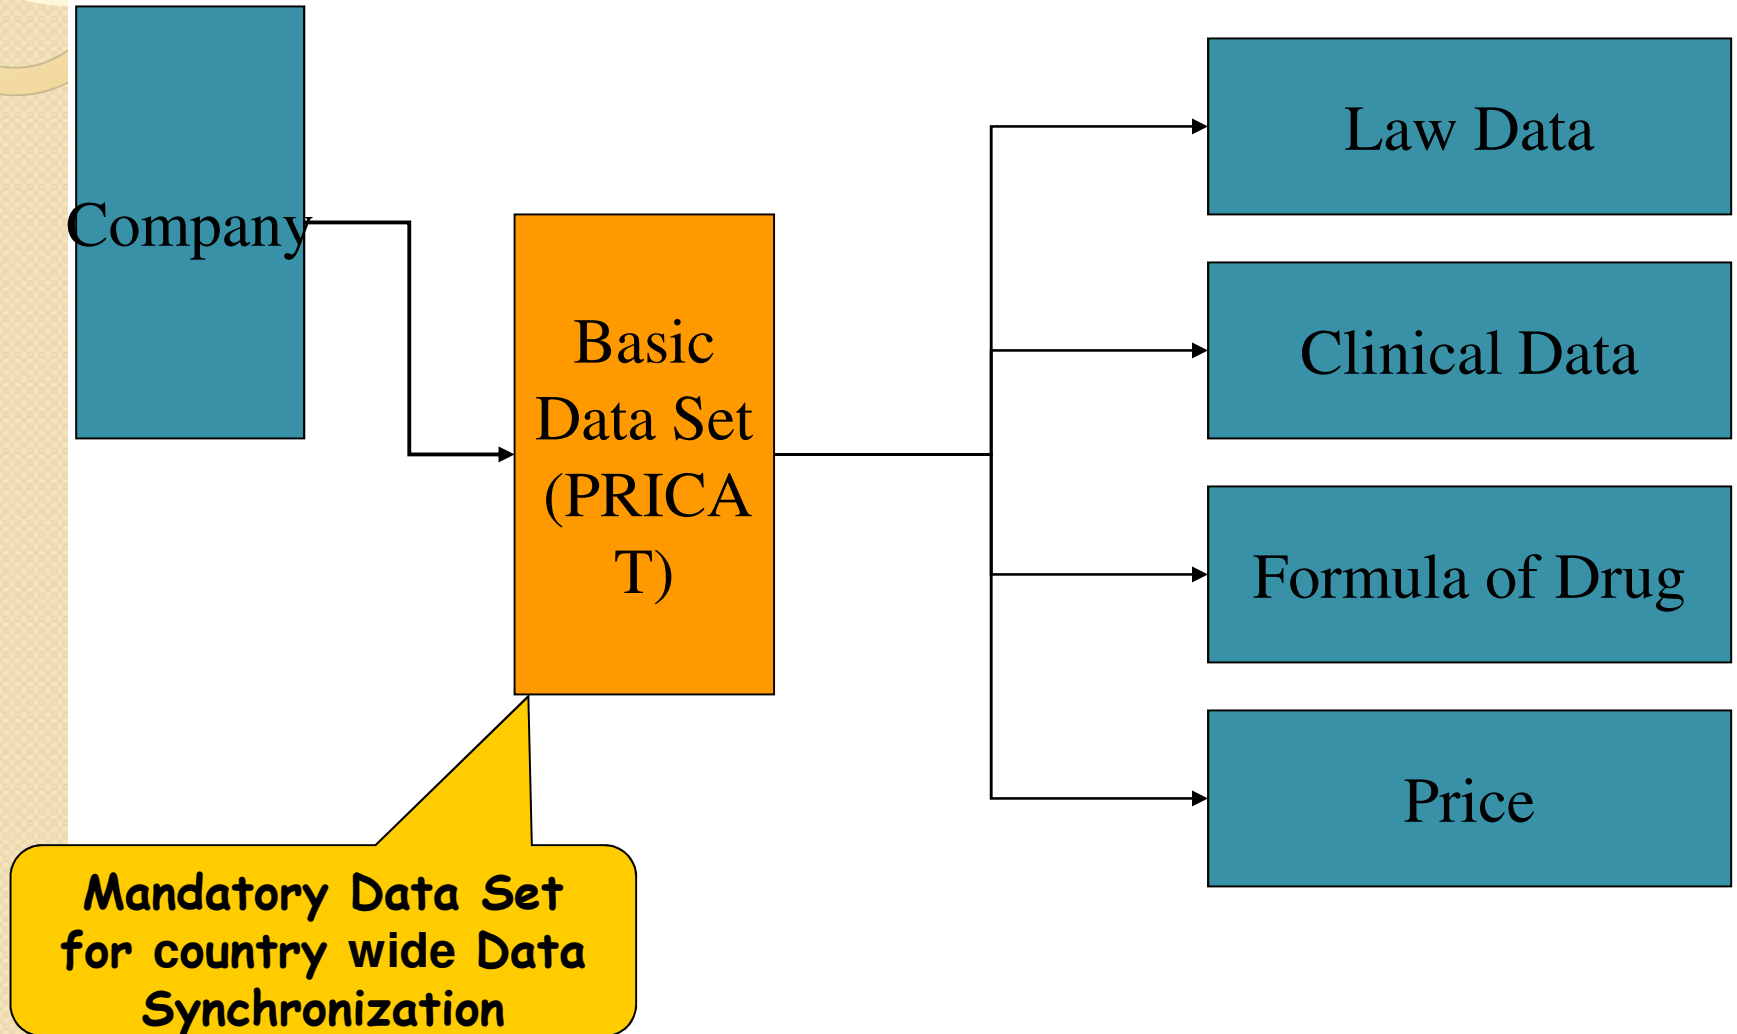 Company
Basic
Data Set
(PRICA
T)
Law Data
Clinical Data
Formula of Drug
Price
Mandatory Data Set
for country wide Data
Synchronization